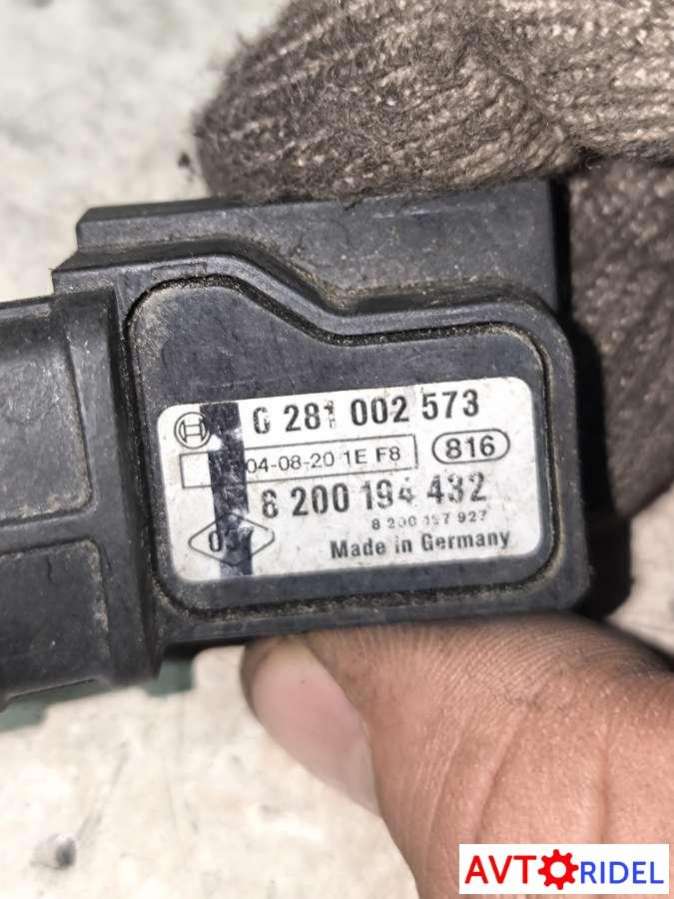 0 281 002 573
04-08-20 1E F8
816
8 200 194 432
8 200 137 927
Made in Germany
AVTORIDEL